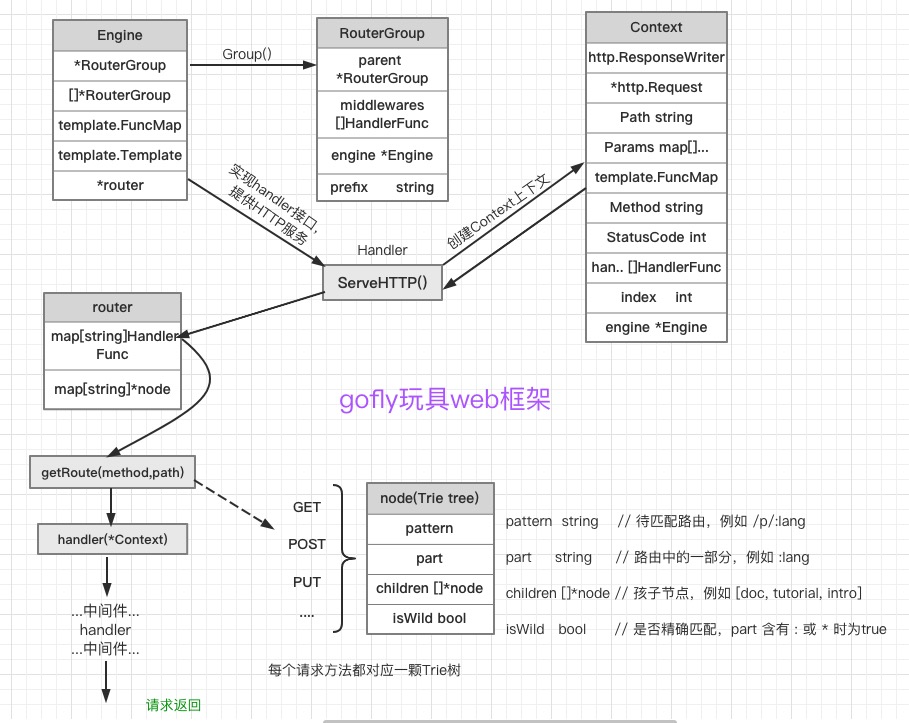 Engine
*RouterGroup
[]*RouterGroup
template.FuncMap
template.Template
*router
Group()
RouterGroup
parent
*RouterGroup
middlewares
[]HandlerFunc
engine *Engine
prefix string
Context
http.ResponseWriter
*http.Request
Path string
Params map[]...
template.FuncMap
Method string
StatusCode int
han.. []HandlerFunc
index int
engine *Engine
实现handler接口，
提供HTTP服务
创建Context上下文
Handler
ServeHTTP()
router
map[string]Handler
Func
map[string]*node
gofly玩具web框架
getRoute(method,path)
handler(*Context)
...中间件...
handler
...中间件...
请求返回
GET
POST
PUT
....
node(Trie tree)
pattern
part
children []*node
isWild bool
pattern string // 待匹配路由，例如 /p/:lang
part string // 路由中的一部分，例如 :lang
children []*node // 孩子节点，例如 [doc, tutorial, intro]
isWild bool // 是否精确匹配，part 含有 : 或 * 时为true
每个请求方法都对应一颗Trie树